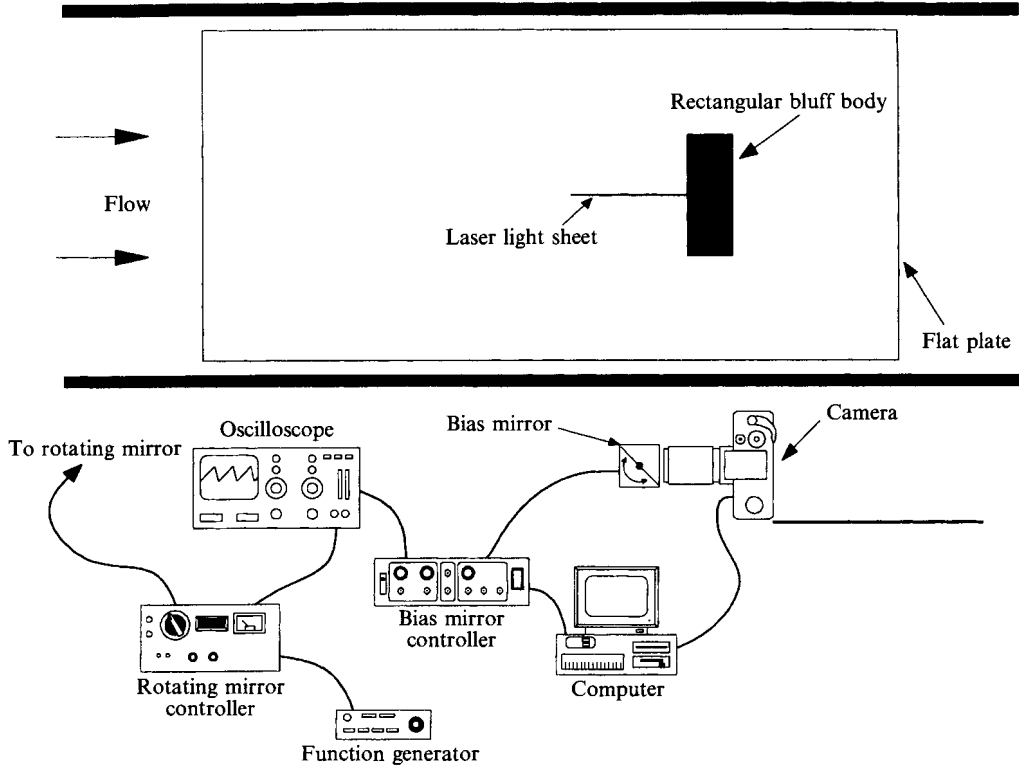 Rectangular bluff body
Flow
Laser light sheet
Flat plate
Camera
Bias mirror
Oscilloscope
To rotating mirror
Bias mirror
controller
Computer
Rotating mirror
controller
Function generator